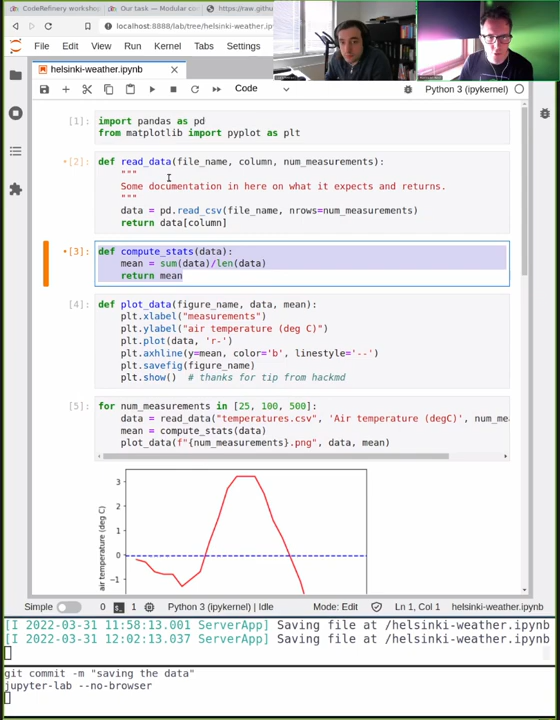 CodeRefinery workshop
Our task — Modular co
https://raw.githu
localhost:8888/lab/tree/helsinki-weather.ip
File Edit View Run Kernel Tabs Settings
helsinki-weather.ipynb
Code
Python 3 (ipykernel)
[1]:
import pandas as pd
from matplotlib import pyplot as plt
[2]:
def read_data(file_name, column, num_measurements):
"""
Some documentation in here on what it expects and returns.
"""
data = pd.read_csv(file_name, nrows=num_measurements)
return data[column]
[3]:
def compute_stats(data):
mean = sum(data)/len(data)
return mean
[4]:
def plot_data(figure_name, data, mean):
plt.xlabel("measurements")
plt.ylabel("air temperature (deg C)")
plt.plot(data, 'r-')
plt.axhline(y=mean, color='b', linestyle='--')
plt.savefig(figure_name)
plt.show()  # thanks for tip from hackmd
[5]:
for num_measurements in [25, 100, 500]:
data = read_data("temperatures.csv", 'Air temperature (degC)', num_me
mean = compute_stats(data)
plot_data(f"{num_measurements}.png", data, mean)
air temperature (deg C)
3
2
1
0
−1
Simple
0
1
Python 3 (ipykernel) | Idle
Mode: Edit
Ln 1, Col 1
helsinki-weather.ipynb
[I 2022-03-31 11:58:13.001 ServerApp] Saving file at /helsinki-weather.ipynb
[I 2022-03-31 12:02:13.037 ServerApp] Saving file at /helsinki-weather.ipynb
git commit -m "saving the data"
jupyter-lab --no-browser